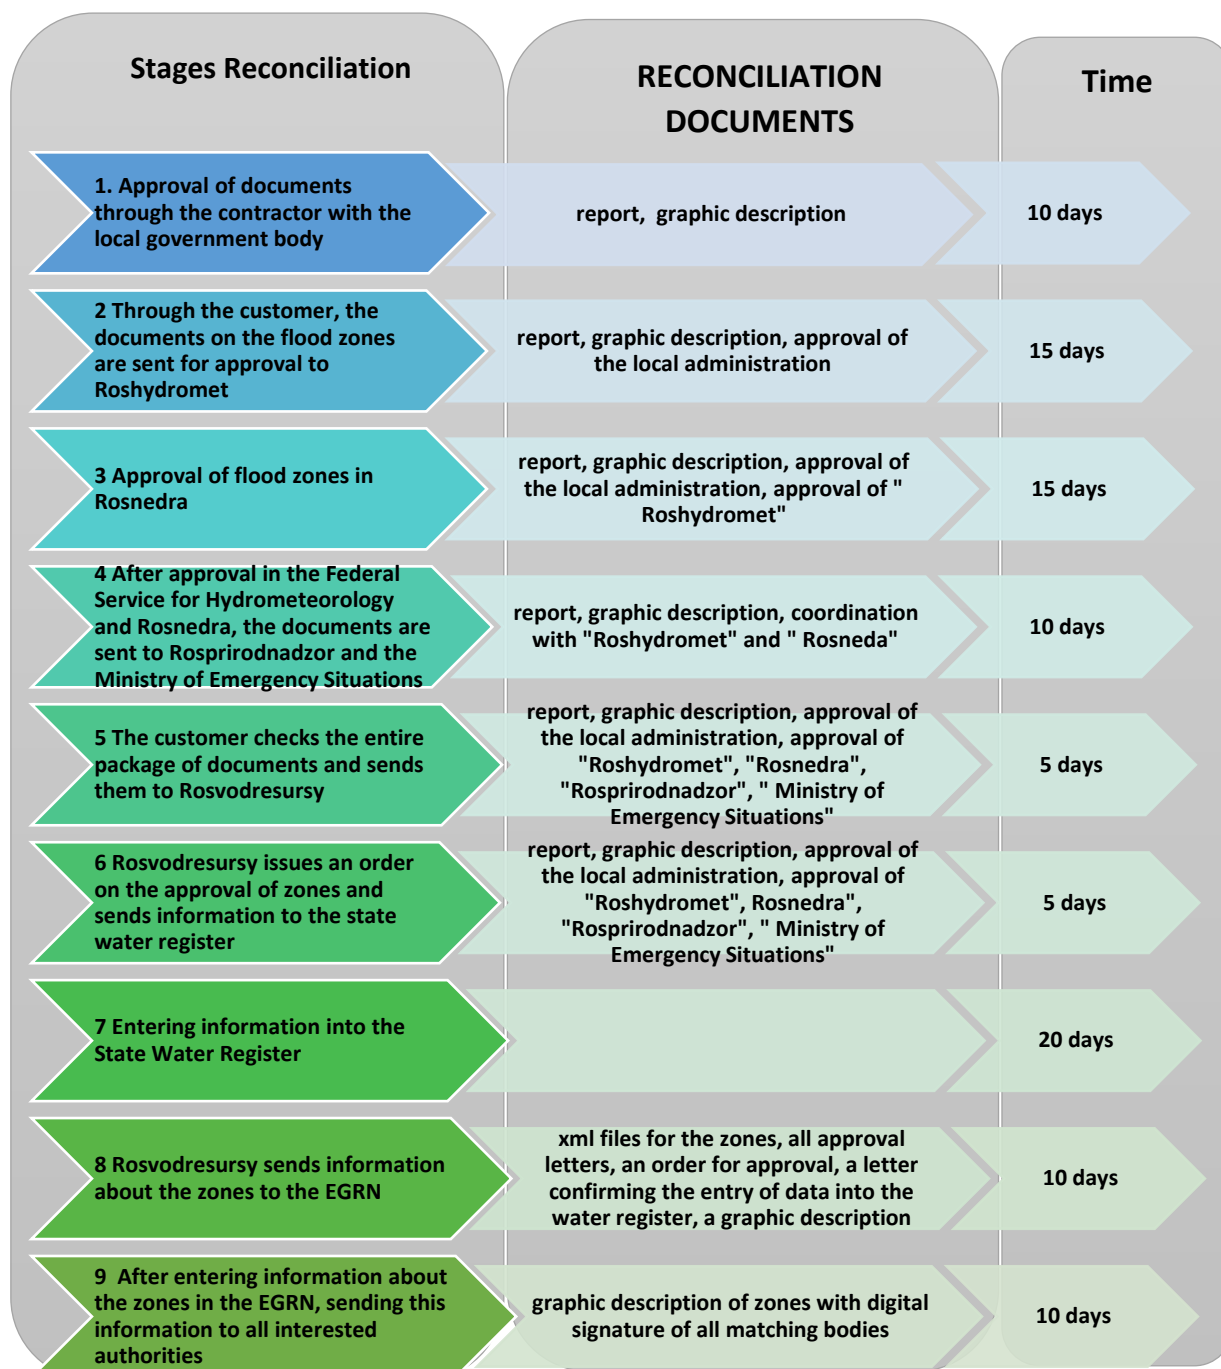 Stages Reconciliation
RECONCILIATION
DOCUMENTS
Time
1. Approval of documents
through the contractor with the
local government body
report,  graphic description
10 days
2 Through the customer, the
documents on the flood zones
are sent for approval to
Roshydromet
report, graphic description, approval of
the local administration
15 days
3 Approval of flood zones in
Rosnedra
report, graphic description, approval of
the local administration, approval of "
Roshydromet"
15 days
4 After approval in the Federal
Service for Hydrometeorology
and Rosnedra, the documents are
sent to Rosprirodnadzor and the
Ministry of Emergency Situations
report, graphic description, coordination
with "Roshydromet" and " Rosneda"
10 days
5 The customer checks the entire
package of documents and sends
them to Rosvodresursy
report, graphic description, approval of
the local administration, approval of
"Roshydromet", "Rosnedra",
"Rosprirodnadzor", " Ministry of
Emergency Situations"
5 days
6 Rosvodresursy issues an order
on the approval of zones and
sends information to the state
water register
report, graphic description, approval of
the local administration, approval of
"Roshydromet", Rosnedra",
"Rosprirodnadzor", " Ministry of
Emergency Situations"
5 days
7 Entering information into the
State Water Register
20 days
8 Rosvodresursy sends information
about the zones to the EGRN
xml files for the zones, all approval
letters, an order for approval, a letter
confirming the entry of data into the
water register, a graphic description
10 days
9  After entering information about
the zones in the EGRN, sending this
information to all interested
authorities
graphic description of zones with digital
signature of all matching bodies
10 days